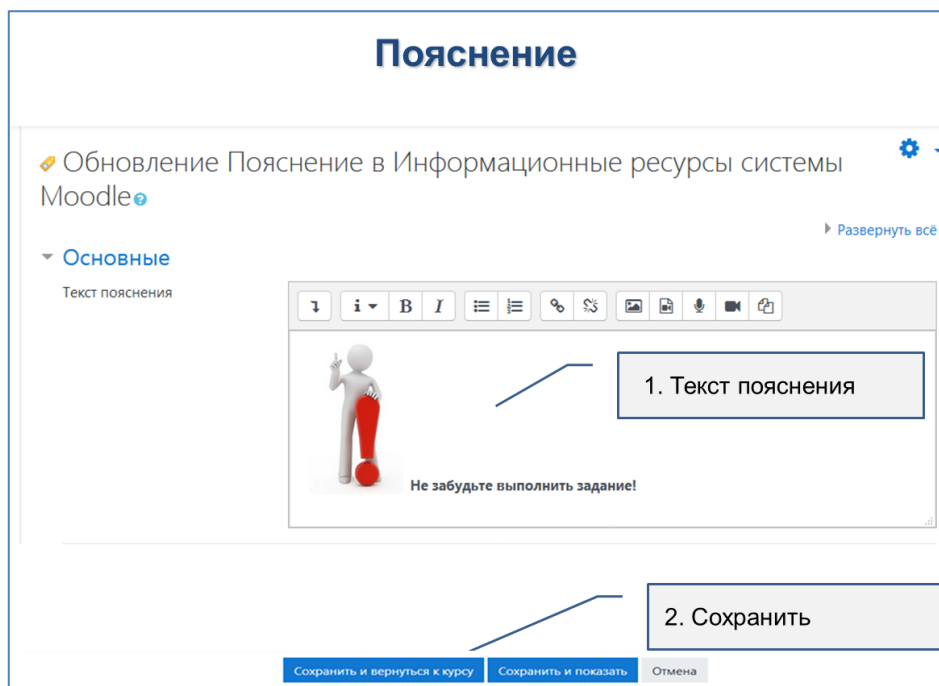 Пояснение
Обновление Пояснение в Информационные ресурсы системы
Moodle
Развернуть всё
Основные
Текст пояснения
i B I
1. Текст пояснения
Не забудьте выполнить задание!
2. Сохранить
Сохранить и вернуться к курсу Сохранить и показать Отмена